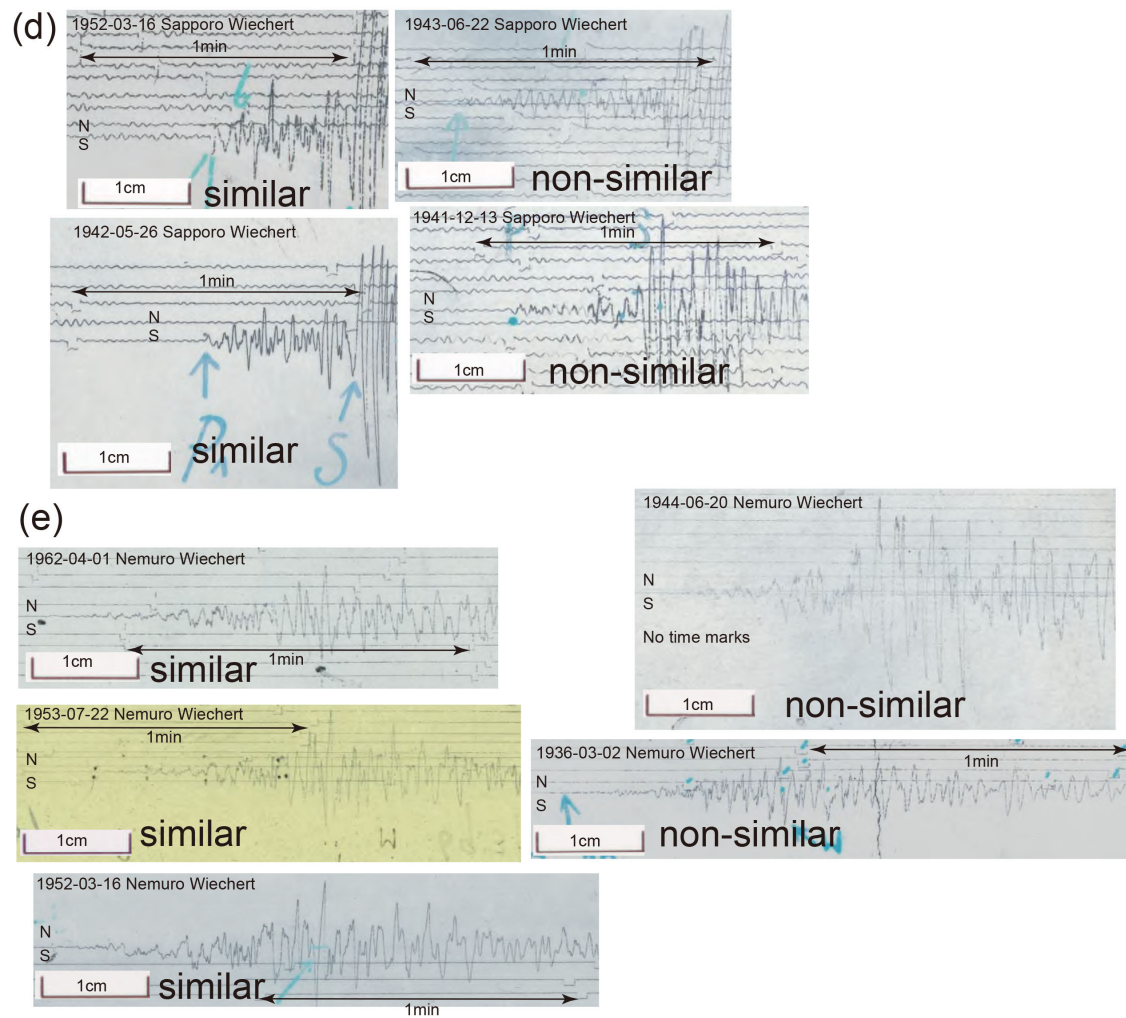 (d)
1952-03-16 Sapporo Wiechert
1min
6
N
S
1cm
similar
1943-06-22 Sapporo Wiechert
1min
N
S
1cm
non-similar
1942-05-26 Sapporo Wiechert
1min
N
S
S
1cm
similar
1941-12-13 Sapporo Wiechert
1min
N
S
1cm
non-similar
(e)
1962-04-01 Nemuro Wiechert
N
S
1min
1cm
similar
1944-06-20 Nemuro Wiechert
N
S
No time marks
1cm
non-similar
1953-07-22 Nemuro Wiechert
1min
N
S
1cm
similar
1936-03-02 Nemuro Wiechert
1min
N
S
1cm
non-similar
1952-03-16 Nemuro Wiechert
N
S
1cm
similar
1min